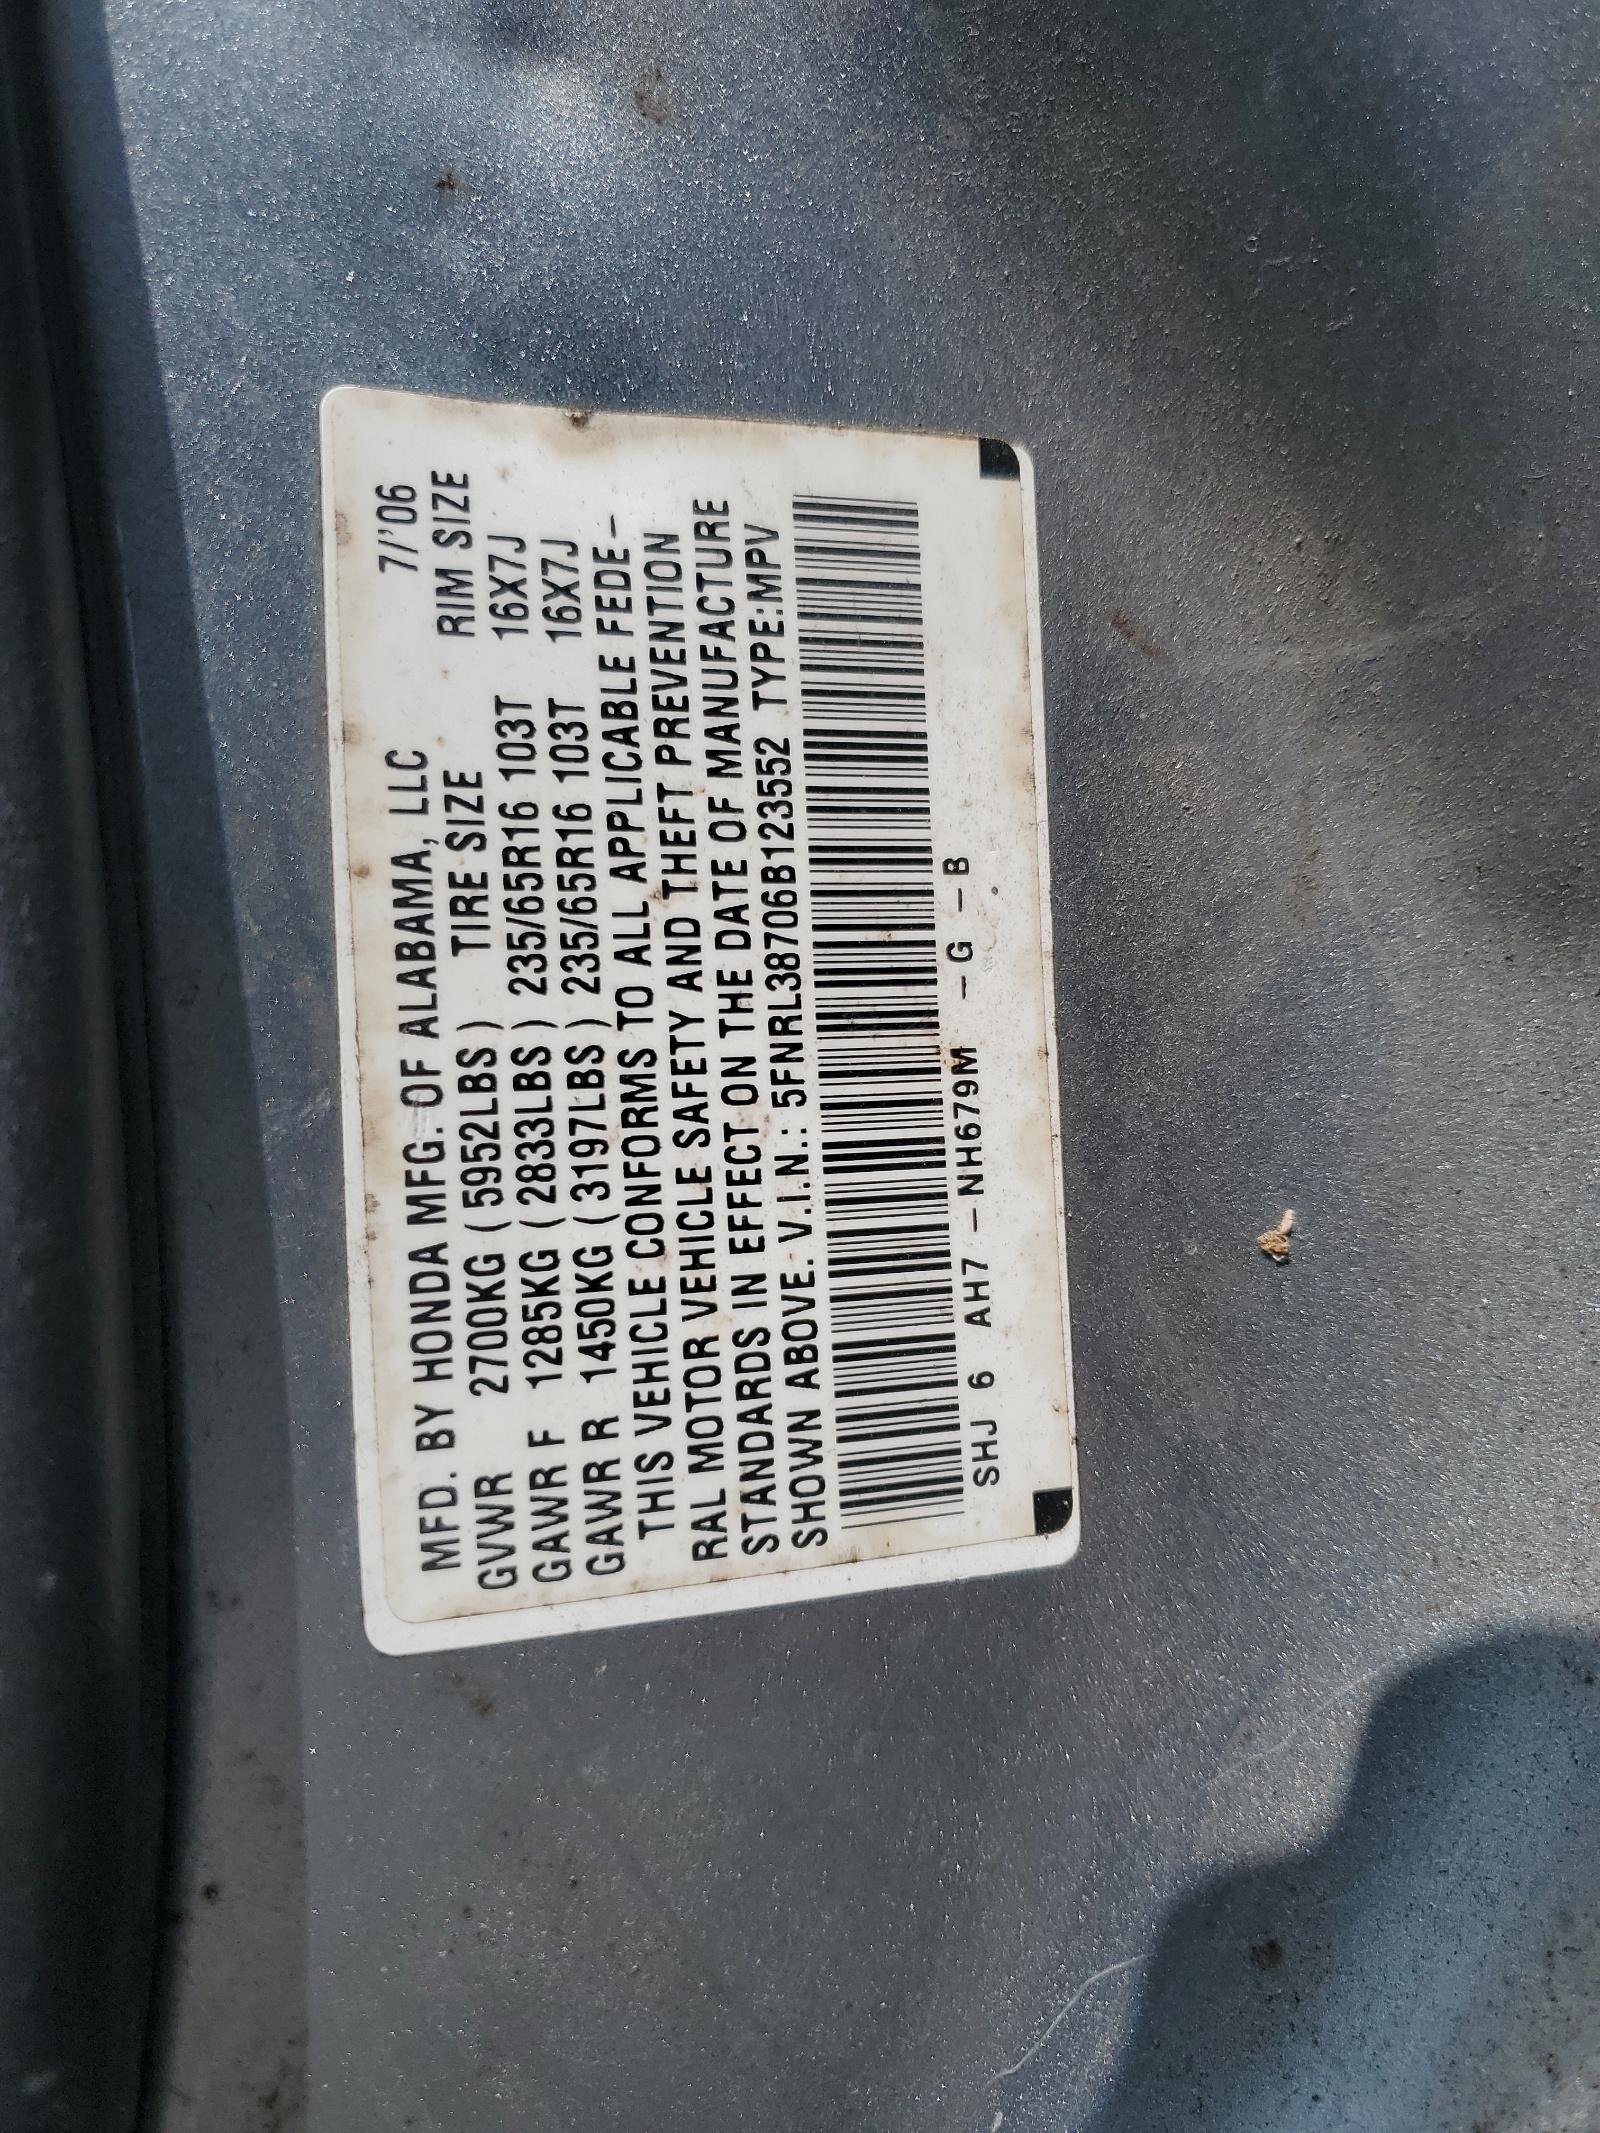 MFD. BY HONDA MFG. OF ALABAMA, LLC 7/'06
TIRE SIZE RIM SIZE
GVWR 2700KG (5952LBS)
GAWR F 1285KG (2833LBS) 235/65R16 103T 16X7J
GAWR R 1450KG (3197LBS) 235/65R16 103T 16X7J
THIS VEHICLE CONFORMS TO ALL APPLICABLE FEDE-
RAL MOTOR VEHICLE SAFETY AND THEFT PREVENTION
STANDARDS IN EFFECT ON THE DATE OF MANUFACTURE
SHOWN ABOVE. V.I.N.: 5FNRL38706B123552 TYPE:MPV
SHJ 6 AH7 -NH679M -G -B